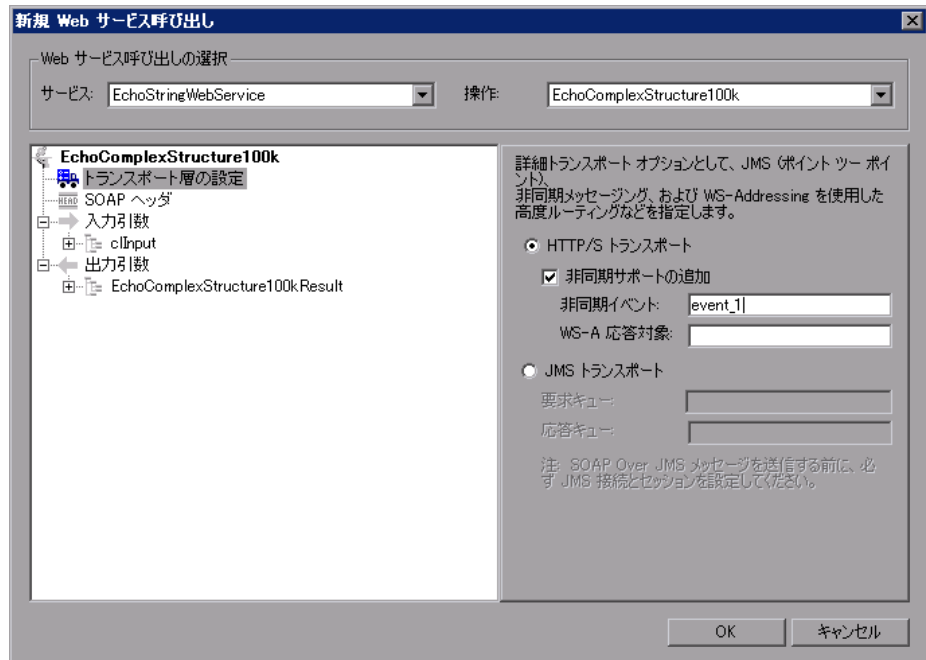 新規 Web サービス呼び出し
Web サービス呼び出しの選択
サービス: EchoStringWebService 操作: EchoComplexStructure100k
EchoComplexStructure100k
トランスポート層の設定
HEAD SOAP ヘッダ
入力引数
clInput
出力引数
EchoComplexStructure100kResult
詳細トランスポート オプションとして、JMS (ポイント ツー ポイ
ント)、
非同期メッセージング、および WS-Addressing を使用した
高度ルーティングなどを指定します。
HTTP/S トランスポート
非同期サポートの追加
非同期イベント: event_1
WS-A 応答対象:
JMS トランスポート
要求キュー:
応答キュー:
注: SOAP Over JMS メッセージを送信する前に、必
ず JMS 接続とセッションを設定してください。
OK キャンセル